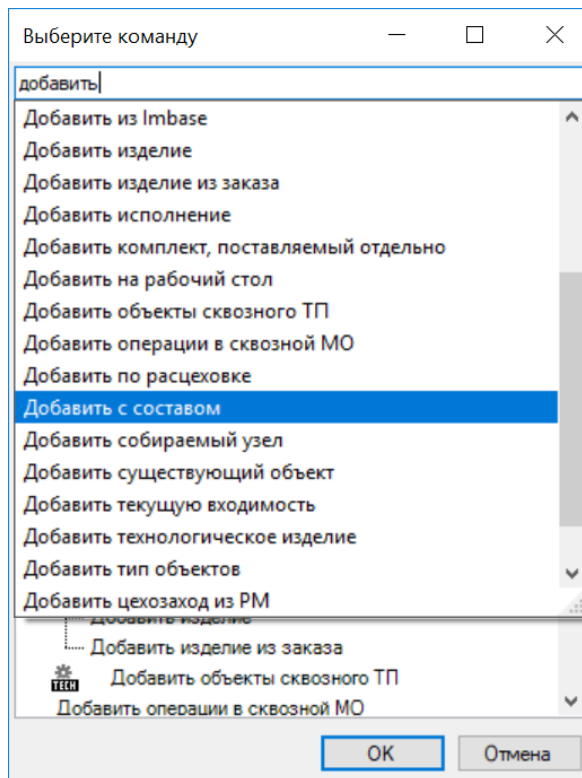 Выберите команду
добавить
Добавить из Imbase
Добавить изделие
Добавить изделие из заказа
Добавить исполнение
Добавить комплект, поставляемый отдельно
Добавить на рабочий стол
Добавить объекты сквозного ТП
Добавить операции в сквозной МО
Добавить по расцеховке
Добавить с составом
Добавить собираемый узел
Добавить существующий объект
Добавить текущую входимость
Добавить технологическое изделие
Добавить тип объектов
Добавить цехозаход из РМ
Добавить изделие
Добавить изделие из заказа
TECH Добавить объекты сквозного ТП
Добавить операции в сквозной МО
OK Отмена